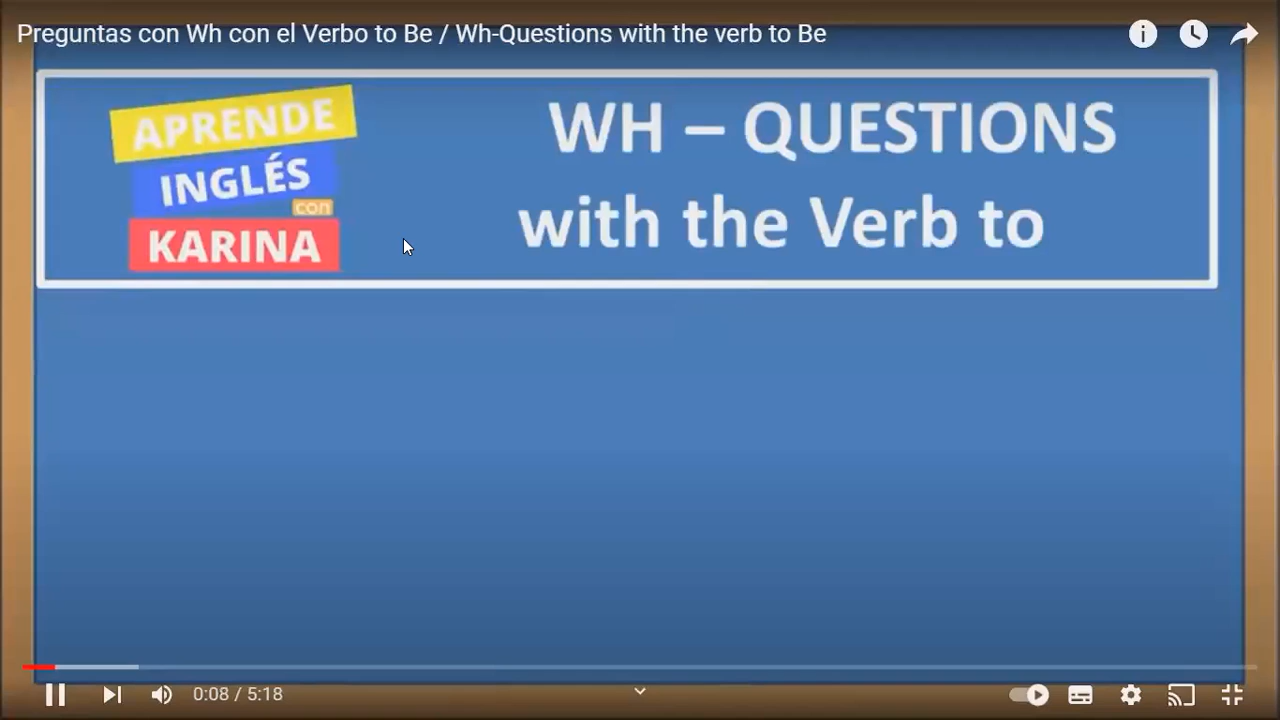 Preguntas con Wh con el Verbo to Be / Wh-Questions with the verb to Be
APRENDE
INGLÉS
con
KARINA
WH – QUESTIONS
with the Verb to
0:08 / 5:18